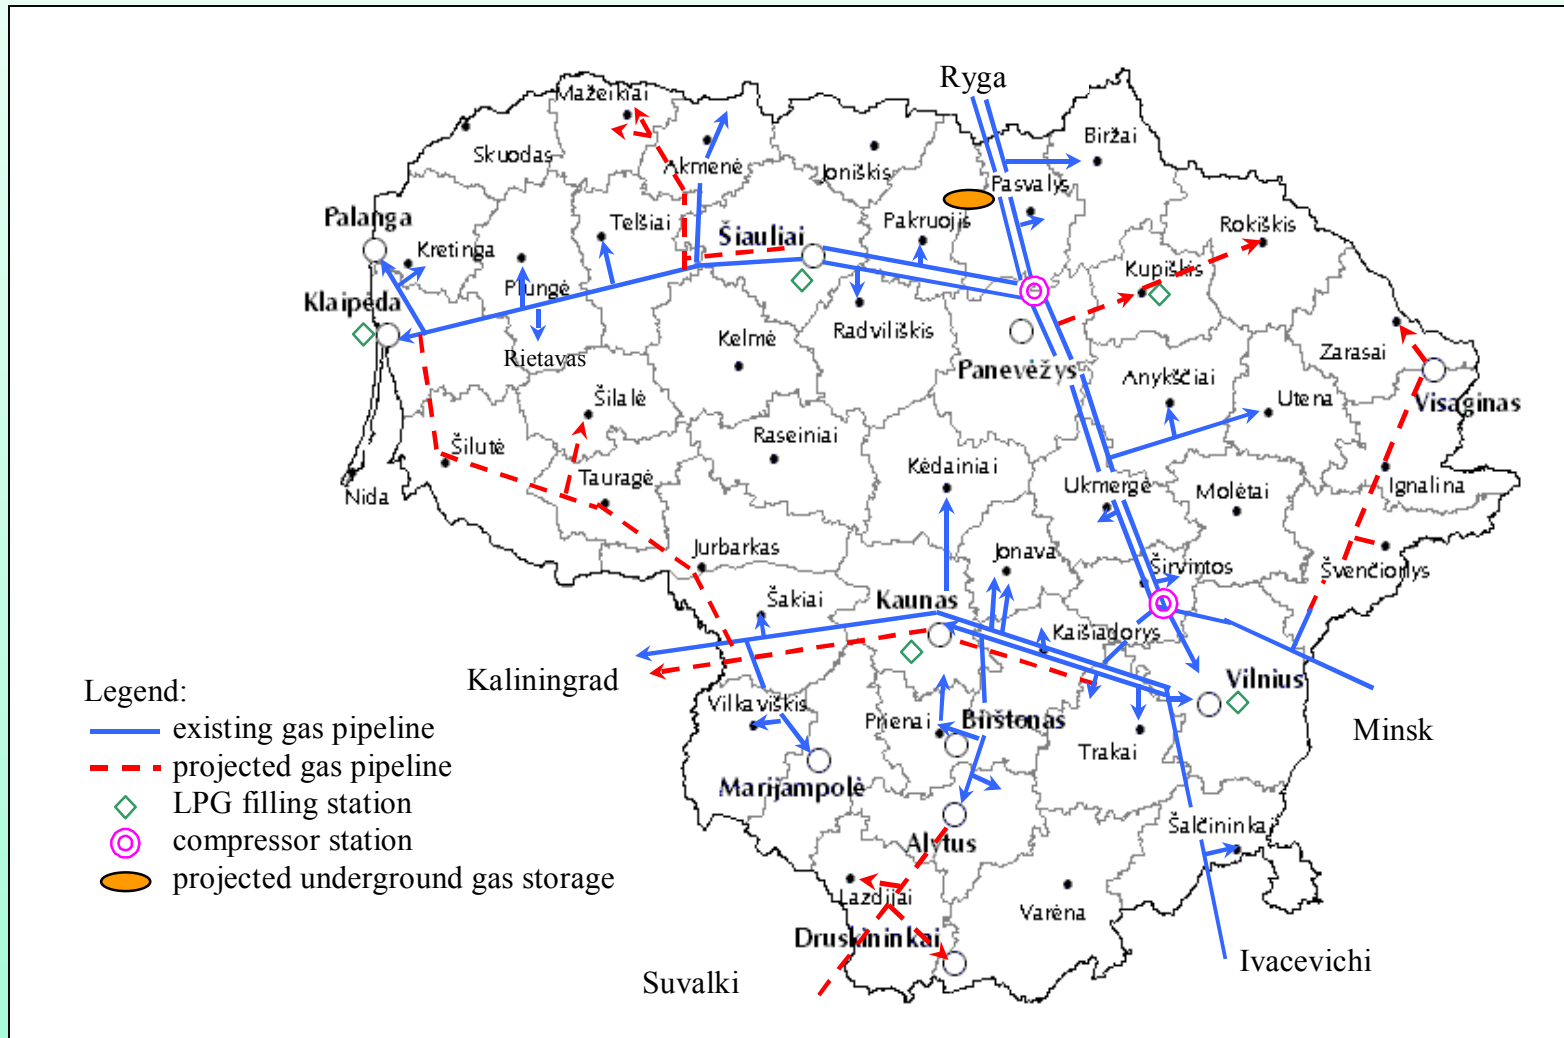 Ryga
Mažeikiai
Biržai
Skuodas
Akmenė
Joniškis
Pasvalys
Palanga
Kretinga
Telšiai
Šiauliai
Pakruojis
Rokiškis
Kupiškis
Klaipėda
Plungė
Radviliškis
Rietavas
Kelmė
Panevėžys
Anykščiai
Zarasai
Utena
Visaginas
Šilalė
Raseiniai
Šilutė
Tauragė
Kėdainiai
Ukmergė
Molėtai
Ignalina
Nida
Jurbarkas
Jonava
Širvintos
Švenčionys
Šakiai
Kaunas
Kaišiadorys
Kaliningrad
Vilnius
Vilkaviškis
Prienai
Birštonas
Trakai
Minsk
Marijampolė
Alytus
Šalčininka
Lazdijai
Varėna
Druskininkai
Ivacevichi
Suvalki
Legend:
existing gas pipeline
projected gas pipeline
LPG filling station
compressor station
projected underground gas storage